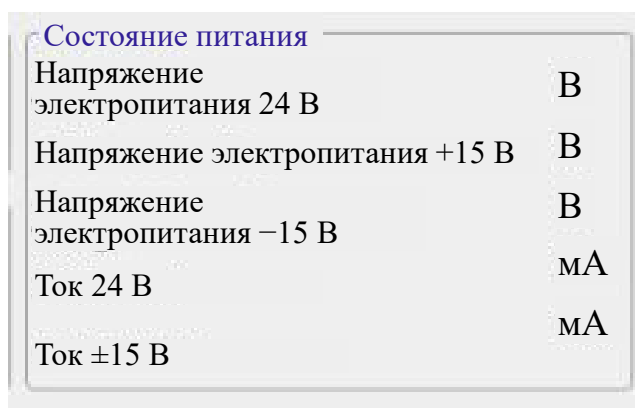 Состояние питания
Напряжение
электропитания 24 В
В
Напряжение электропитания +15 В
В
Напряжение
электропитания −15 В
В
Ток 24 В
мА
Ток ±15 В
мА